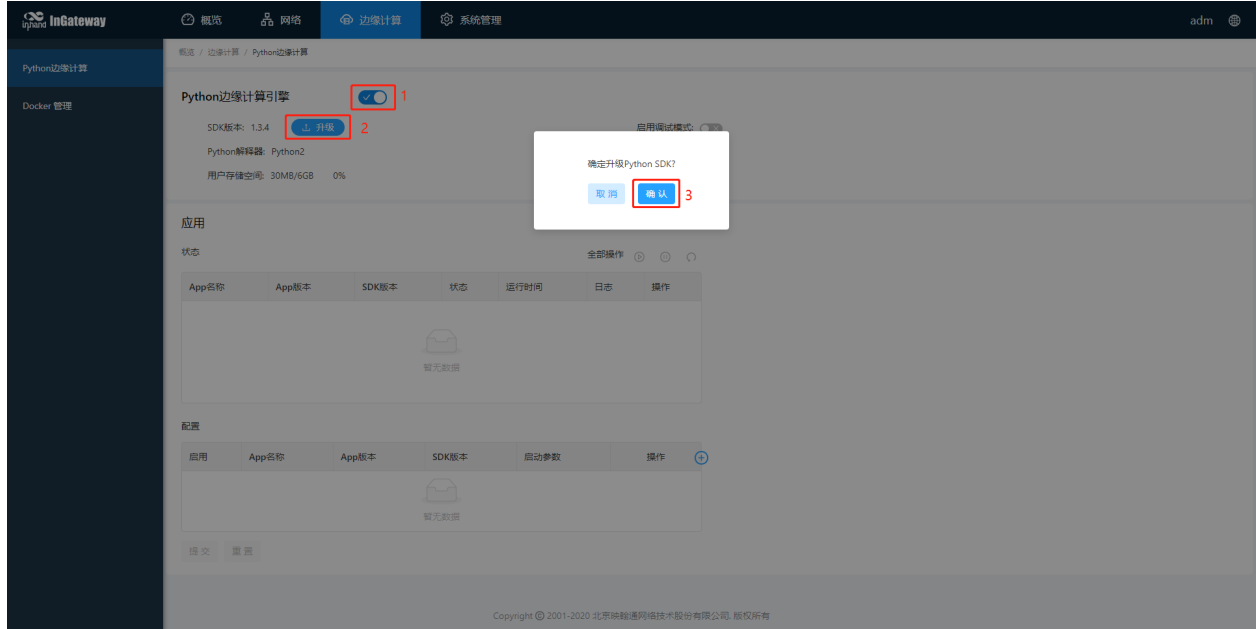 inhand InGateway 概览 网络 边缘计算 系统管理 adm
概览 / 边缘计算 / Python边缘计算
Python边缘计算
Docker 管理
Python边缘计算引擎 1
SDK版本: 1.3.4 升级 2 启用调试模式:
Python解释器: Python2
用户存储空间: 30MB/6GB 0%
确定升级Python SDK?
取 消 确 认 3
应用
状态 全部操作
App名称 App版本 SDK版本 状态 运行时间 日志 操作
暂无数据
配置
启用 App名称 App版本 SDK版本 启动参数 操作
暂无数据
提 交 重 置
Copyright © 2001-2020 北京映翰通网络技术股份有限公司. 版权所有